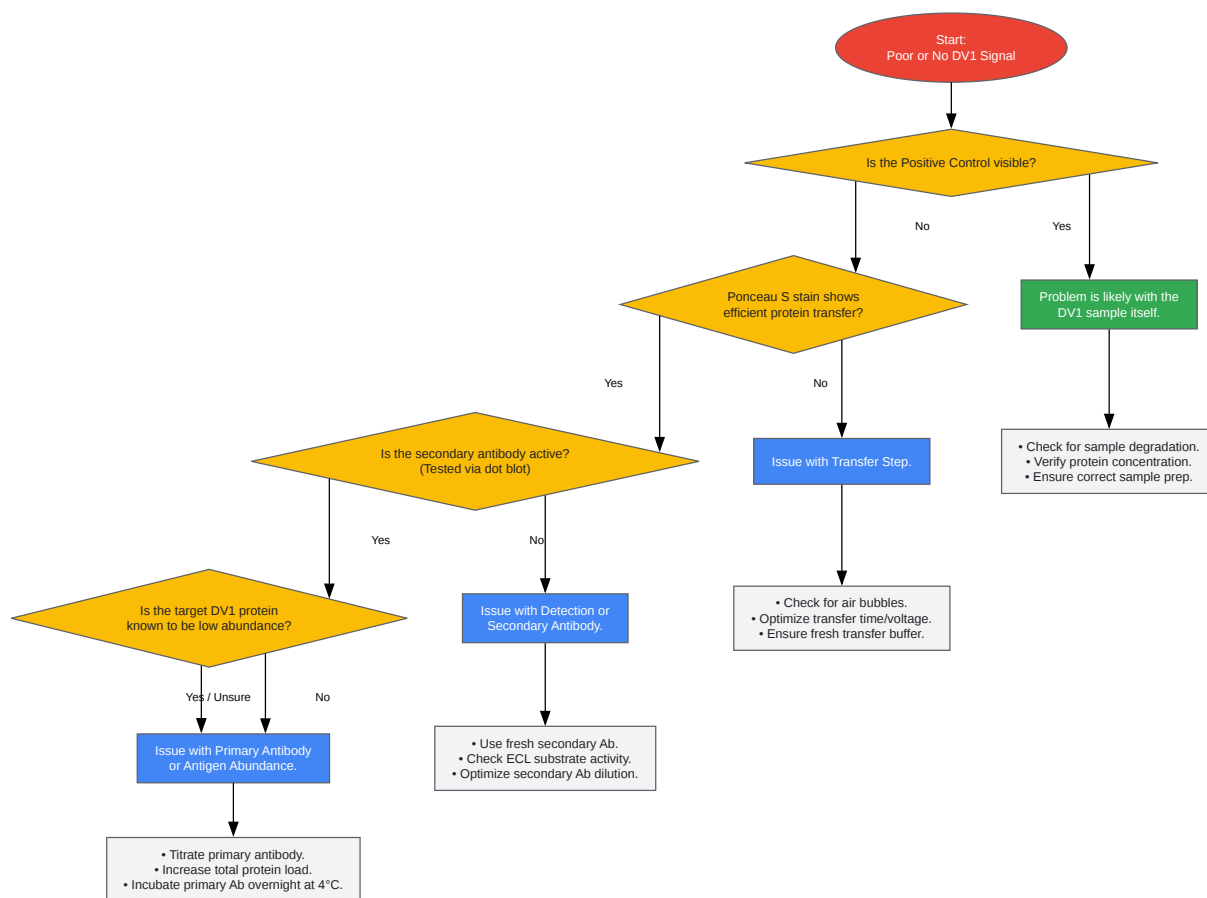 Start:
Poor or No DV1 Signal
Is the Positive Control visible?
No
Yes
Ponceau S stain shows
efficient protein transfer?
Problem is likely with the
DV1 sample itself.
Yes
No
Is the secondary antibody active?
(Tested via dot blot)
Issue with Transfer Step.
• Check for sample degradation.
• Verify protein concentration.
• Ensure correct sample prep.
Yes
No
Is the target DV1 protein
known to be low abundance?
Issue with Detection or
Secondary Antibody.
• Check for air bubbles.
• Optimize transfer time/voltage.
• Ensure fresh transfer buffer.
Yes / Unsure
No
Issue with Primary Antibody
or Antigen Abundance.
• Use fresh secondary Ab.
• Check ECL substrate activity.
• Optimize secondary Ab dilution.
• Titrate primary antibody.
• Increase total protein load.
• Incubate primary Ab overnight at 4°C.